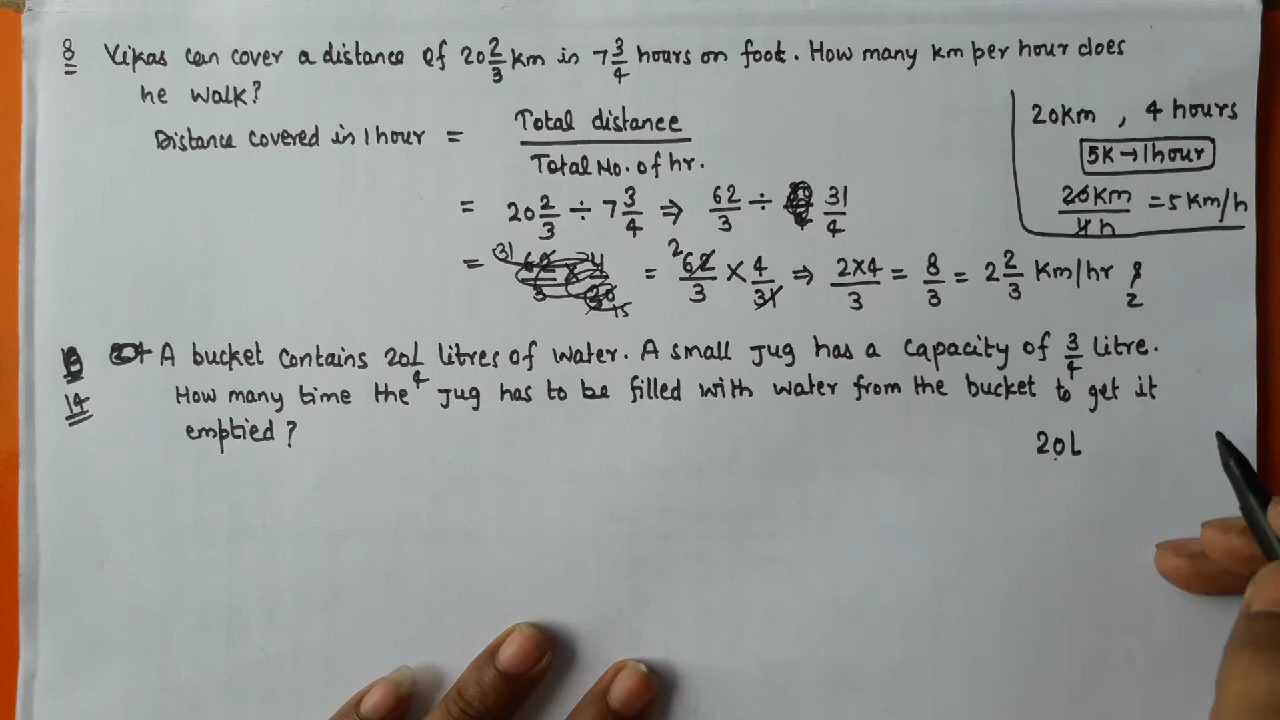 8 Vikas can cover a distance of 20 2/3 km in 7 3/4 hours on foot. How many km per hour does
he walk?
Distance covered in 1 hour = Total distance / Total No. of hr.
= 20 2/3 ÷ 7 3/4 ⇒ 62/3 ÷ 31/4
= = 62/3 × 4/31 ⇒ 2×4/3 = 8/3 = 2 2/3 Km/hr
20km , 4 hours
5K → 1 hour
20km/4h = 5 Km/h
14 A bucket contains 20 1/4 litres of water. A small Jug has a capacity of 3/4 litre.
How many time the Jug has to be filled with water from the bucket to get it
emptied?
20L